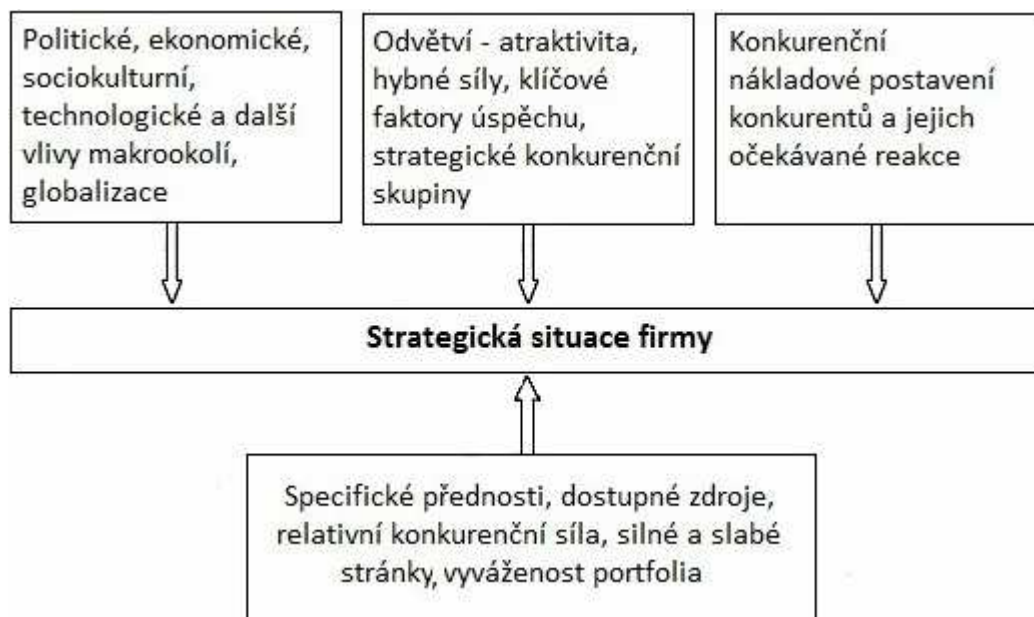 Politické, ekonomické,
sociokulturní,
technologické a další
vlivy makrookolí,
globalizace
Odvětví - atraktivita,
hybné síly, klíčové
faktory úspěchu,
strategické konkurenční
skupiny
Konkurenční
nákladové postavení
konkurentů a jejich
očekávané reakce
Strategická situace firmy
Specifické přednosti, dostupné zdroje,
relativní konkurenční síla, silné a slabé
stránky, vyváženost portfolia